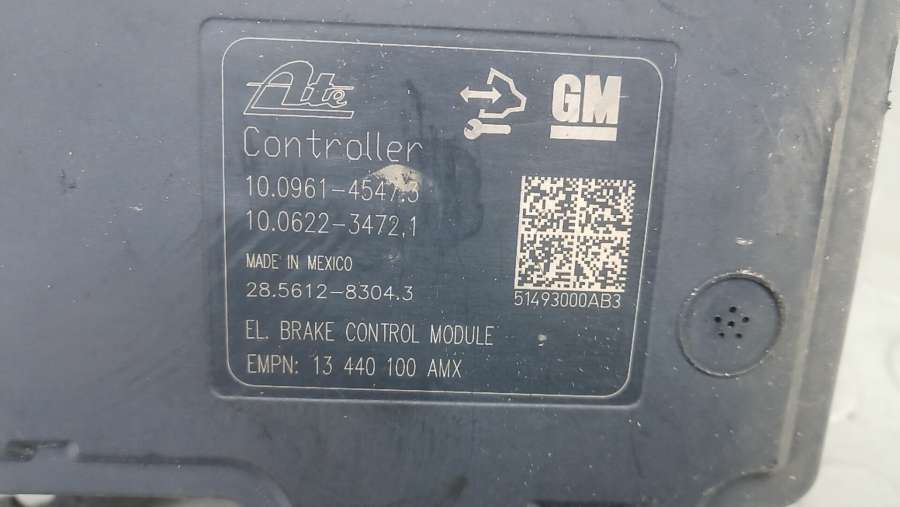 Ate
GM
Controller
10.0961-4547.3
10.0622-3472.1
MADE IN MEXICO
28.5612-8304.3
51493000AB3
EL. BRAKE CONTROL MODULE
EMPN: 13 440 100 AMX